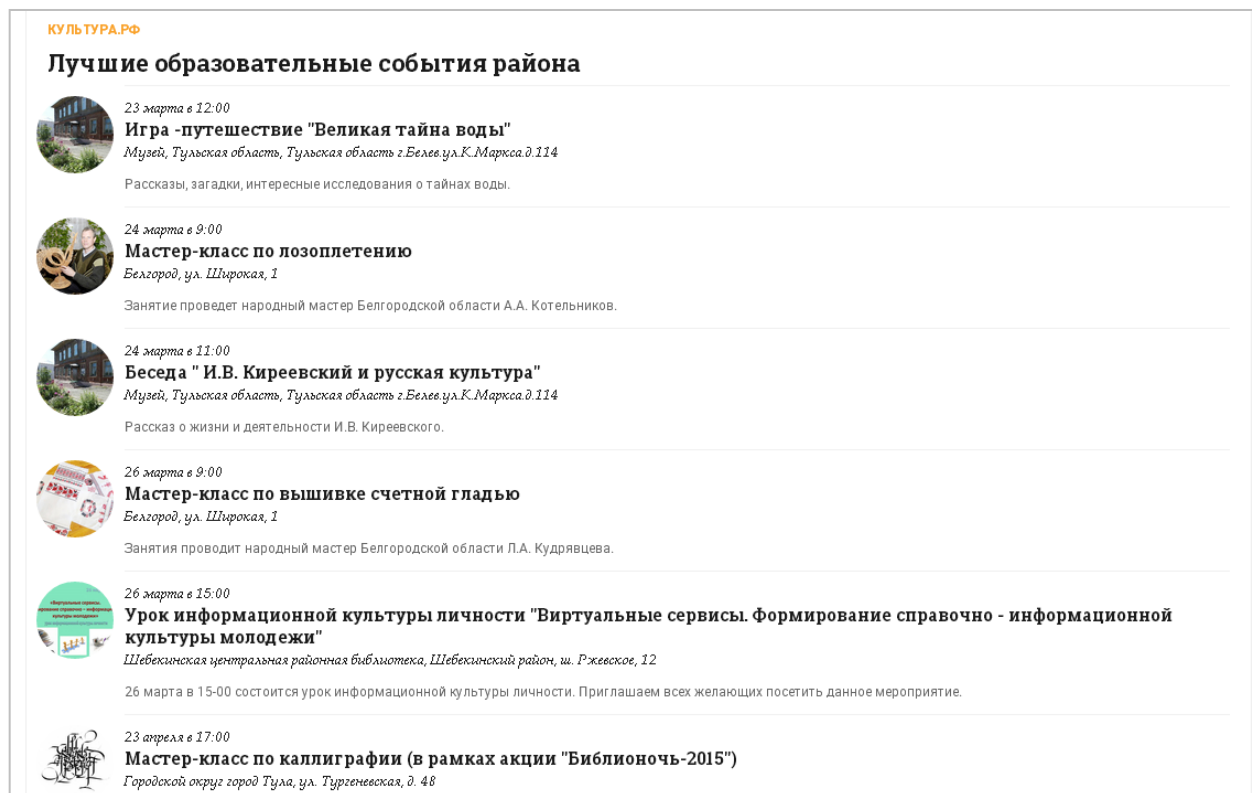 КУЛЬТУРА.РФ
Лучшие образовательные события района
23 марта в 12:00
Игра -путешествие "Великая тайна воды"
Музей, Тульская область, Тульская область г.Белев.ул.К.Маркса.д.114
Рассказы, загадки, интересные исследования о тайнах воды.
24 марта в 9:00
Мастер-класс по лозоплетению
Белгород, ул. Широкая, 1
Занятие проведет народный мастер Белгородской области А.А. Котельников.
24 марта в 11:00
Беседа " И.В. Киреевский и русская культура"
Музей, Тульская область, Тульская область г.Белев.ул.К.Маркса.д.114
Рассказ о жизни и деятельности И.В. Киреевского.
26 марта в 9:00
Мастер-класс по вышивке счетной гладью
Белгород, ул. Широкая, 1
Занятия проводит народный мастер Белгородской области Л.А. Кудрявцева.
26 марта в 15:00
Урок информационной культуры личности "Виртуальные сервисы. Формирование справочно - информационной
культуры молодежи"
Шебекинская центральная районная библиотека, Шебекинский район, ш. Ржевское, 12
26 марта в 15-00 состоится урок информационной культуры личности. Приглашаем всех желающих посетить данное мероприятие.
23 апреля в 17:00
Мастер-класс по каллиграфии (в рамках акции "Библионочь-2015")
Городской округ город Тула, ул. Тургеневская, д. 48